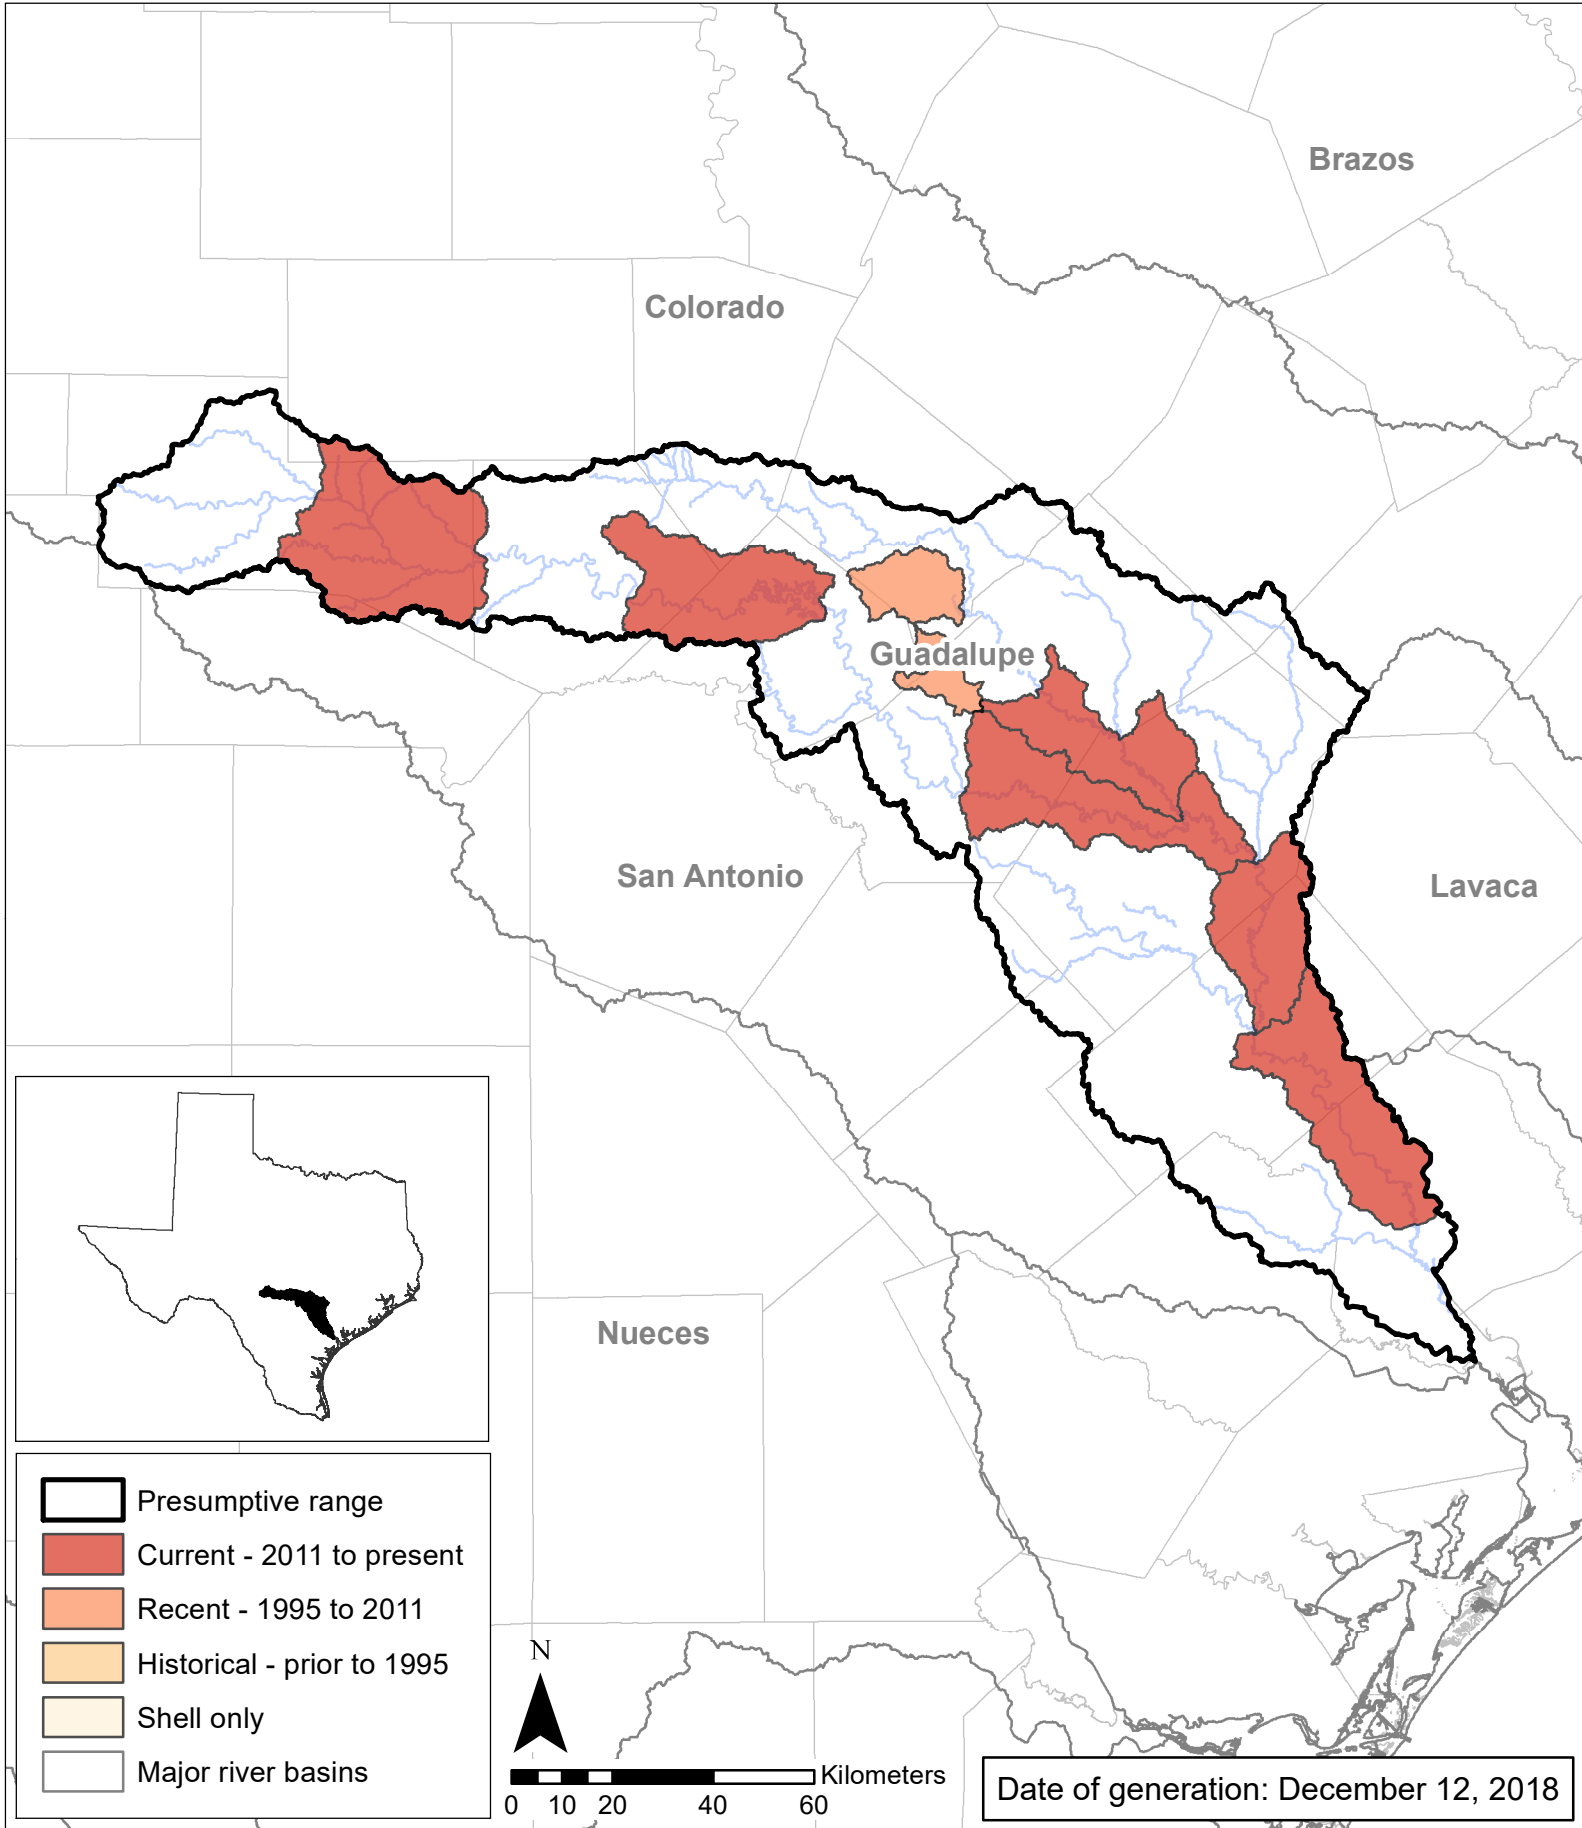 Brazos
Colorado
Guadalupe
San Antonio
Lavaca
Nueces
Presumptive range
Current - 2011 to present
Recent - 1995 to 2011
Historical - prior to 1995
Shell only
Major river basins
N
Kilometers
0 10 20 40 60
Date of generation: December 12, 2018